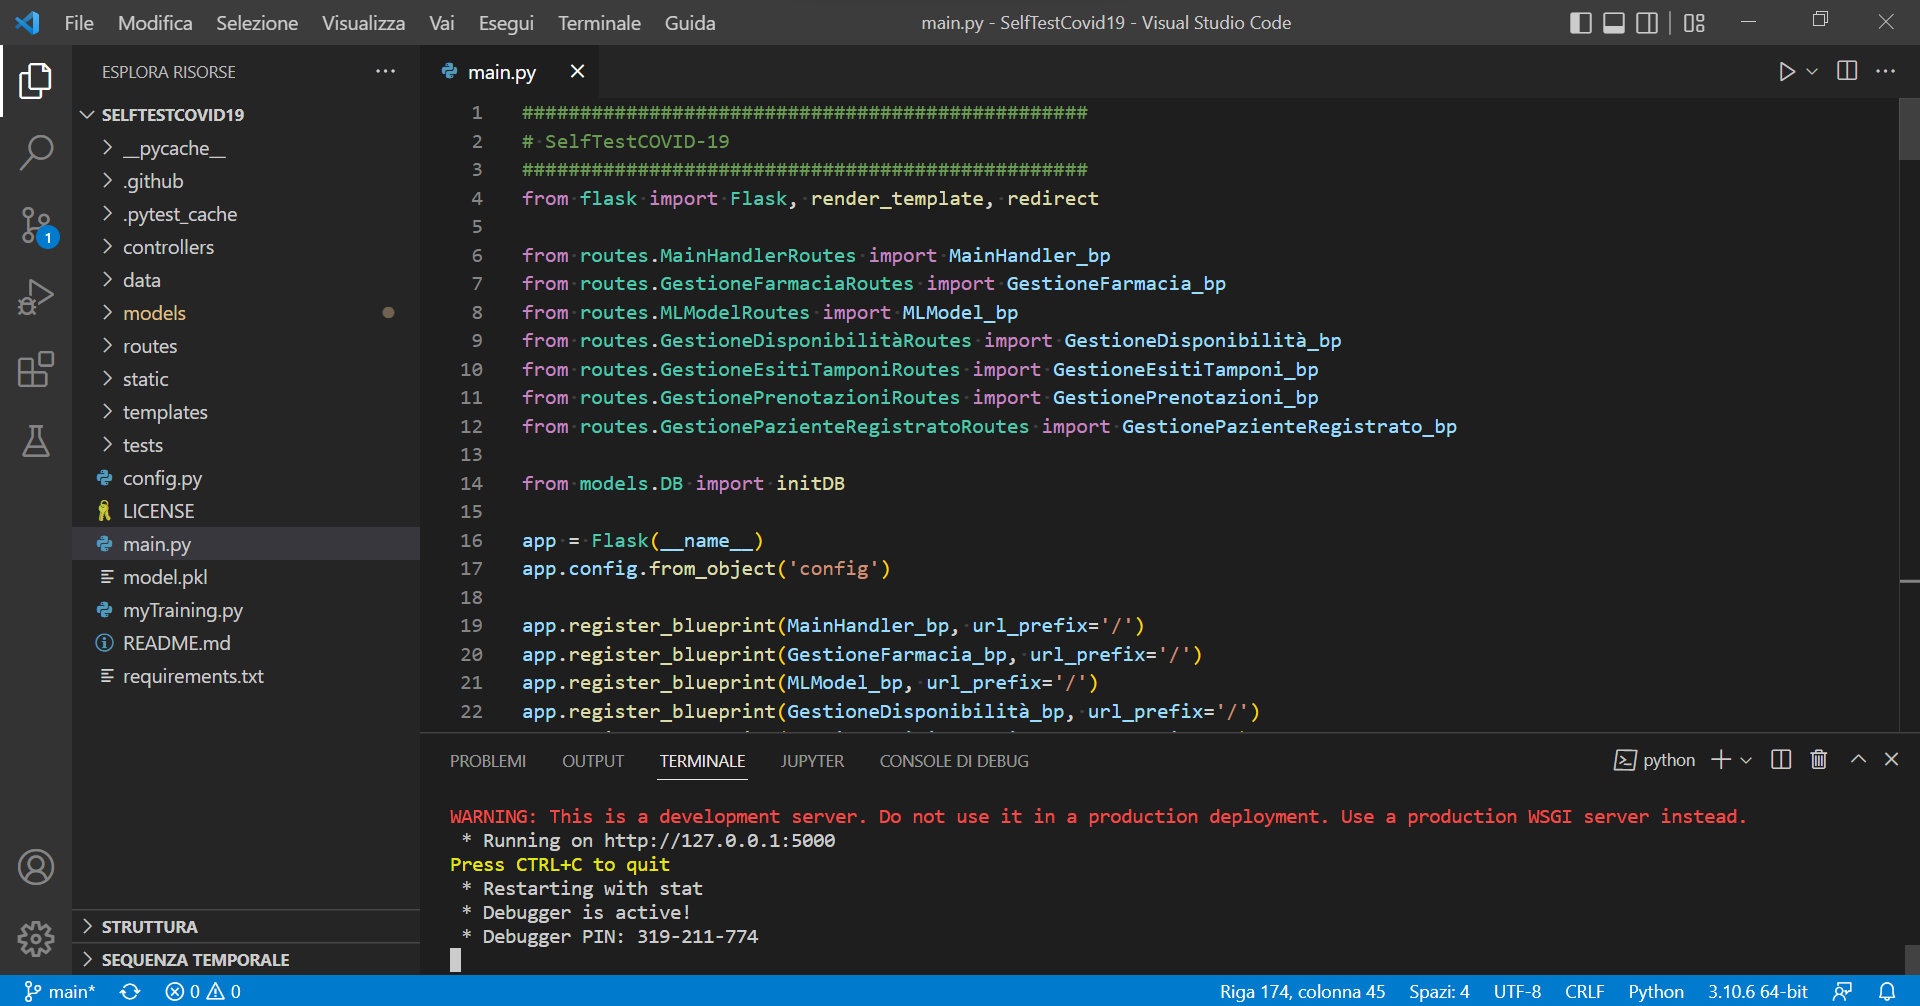 File Modifica Selezione Visualizza Vai Esegui Terminale Guida main.py - SelfTestCovid19 - Visual Studio Code
ESPLORA RISORSE ···
SELFTESTCOVID19
__pycache__
.github
.pytest_cache
controllers
data
models
routes
static
templates
tests
config.py
LICENSE
main.py
model.pkl
myTraining.py
README.md
requirements.txt
STRUTTURA
SEQUENZA TEMPORALE
1
main.py
1 #################################################
2 # SelfTestCOVID-19
3 #################################################
4 from flask import Flask, render_template, redirect
5
6 from routes.MainHandlerRoutes import MainHandler_bp
7 from routes.GestioneFarmaciaRoutes import GestioneFarmacia_bp
8 from routes.MLModelRoutes import MLModel_bp
9 from routes.GestioneDisponibilitàRoutes import GestioneDisponibilità_bp
10 from routes.GestioneEsitiTamponiRoutes import GestioneEsitiTamponi_bp
11 from routes.GestionePrenotazioniRoutes import GestionePrenotazioni_bp
12 from routes.GestionePazienteRegistratoRoutes import GestionePazienteRegistrato_bp
13
14 from models.DB import initDB
15
16 app = Flask(__name__)
17 app.config.from_object('config')
18
19 app.register_blueprint(MainHandler_bp, url_prefix='/')
20 app.register_blueprint(GestioneFarmacia_bp, url_prefix='/')
21 app.register_blueprint(MLModel_bp, url_prefix='/')
22 app.register_blueprint(GestioneDisponibilità_bp, url_prefix='/')
PROBLEMI OUTPUT TERMINALE JUPYTER CONSOLE DI DEBUG python
WARNING: This is a development server. Do not use it in a production deployment. Use a production WSGI server instead.
* Running on http://127.0.0.1:5000
Press CTRL+C to quit
* Restarting with stat
* Debugger is active!
* Debugger PIN: 319-211-774
main* 0 0 Riga 174, colonna 45 Spazi: 4 UTF-8 CRLF Python 3.10.6 64-bit